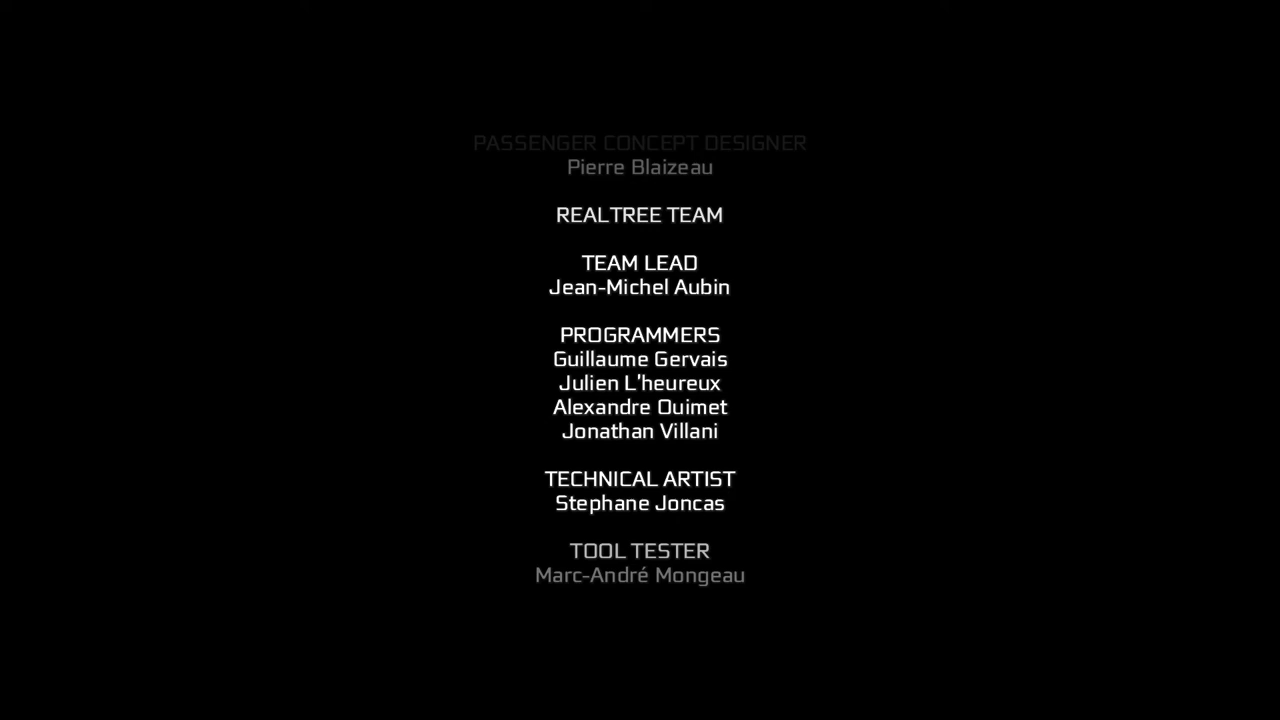 PASSENGER CONCEPT DESIGNER
Pierre Blaizeau
REALTREE TEAM
TEAM LEAD
Jean-Michel Aubin
PROGRAMMERS
Guillaume Gervais
Julien L'heureux
Alexandre Ouimet
Jonathan Villani
TECHNICAL ARTIST
Stephane Joncas
TOOL TESTER
Marc-André Mongeau